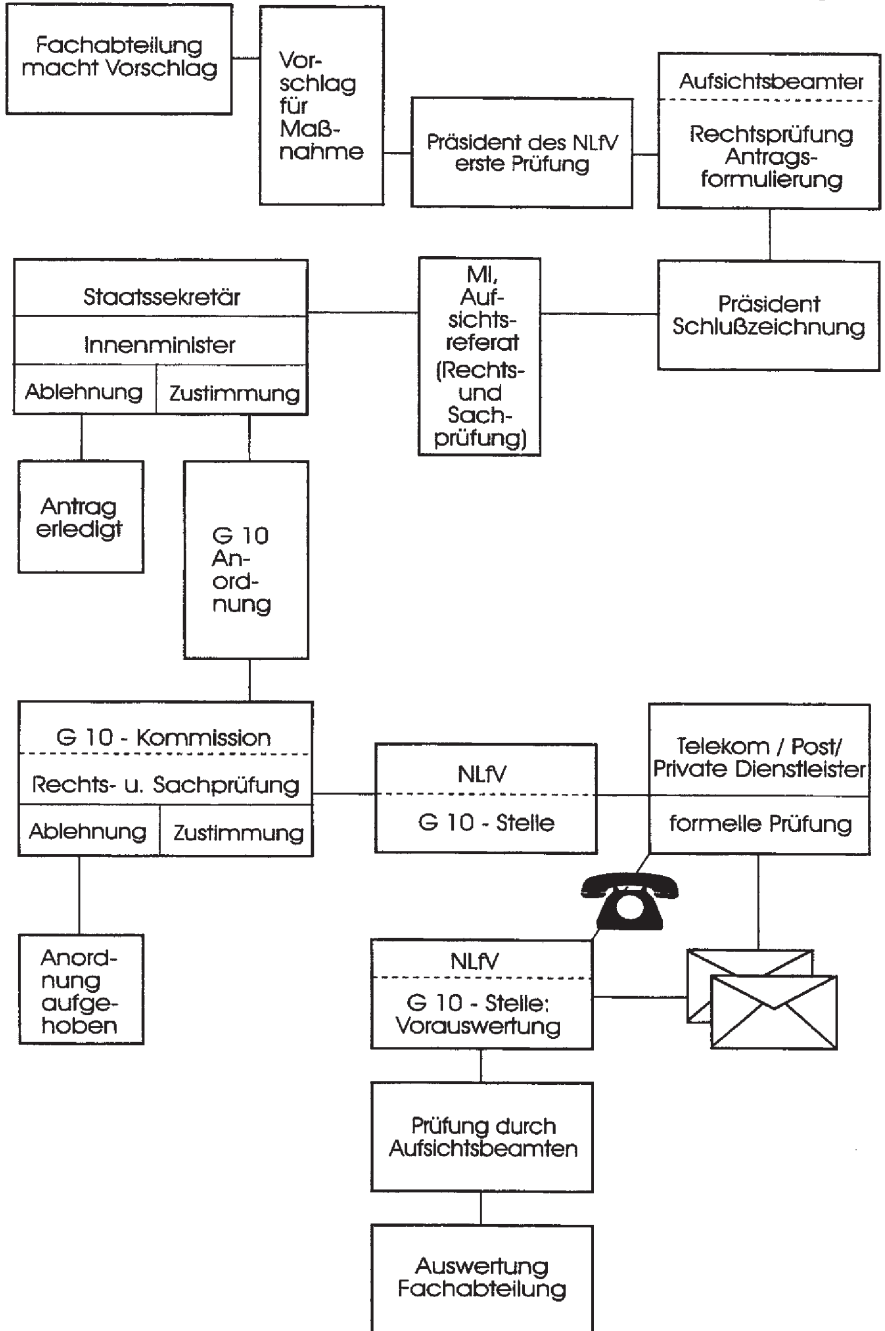 Fachabteilung
macht Vorschlag
Vor-
schlag
für
Maß-
nahme
Präsident des NLfV
erste Prüfung
Aufsichtsbeamter
Rechtsprüfung
Antrags-
formulierung
Staatssekretär
Innenminister
Ablehnung
Zustimmung
MI,
Auf-
sichts-
referat
(Rechts-
und
Sach-
prüfung)
Präsident
Schlußzeichnung
Antrag
erledigt
G 10
An-
ord-
nung
G 10 - Kommission
Rechts- u. Sachprüfung
Ablehnung
Zustimmung
NLfV
G 10 - Stelle
Telekom / Post/
Private Dienstleister
formelle Prüfung
Anord-
nung
aufge-
hoben
NLfV
G 10 - Stelle:
Vorauswertung
Prüfung durch
Aufsichtsbeamten
Auswertung
Fachabteilung